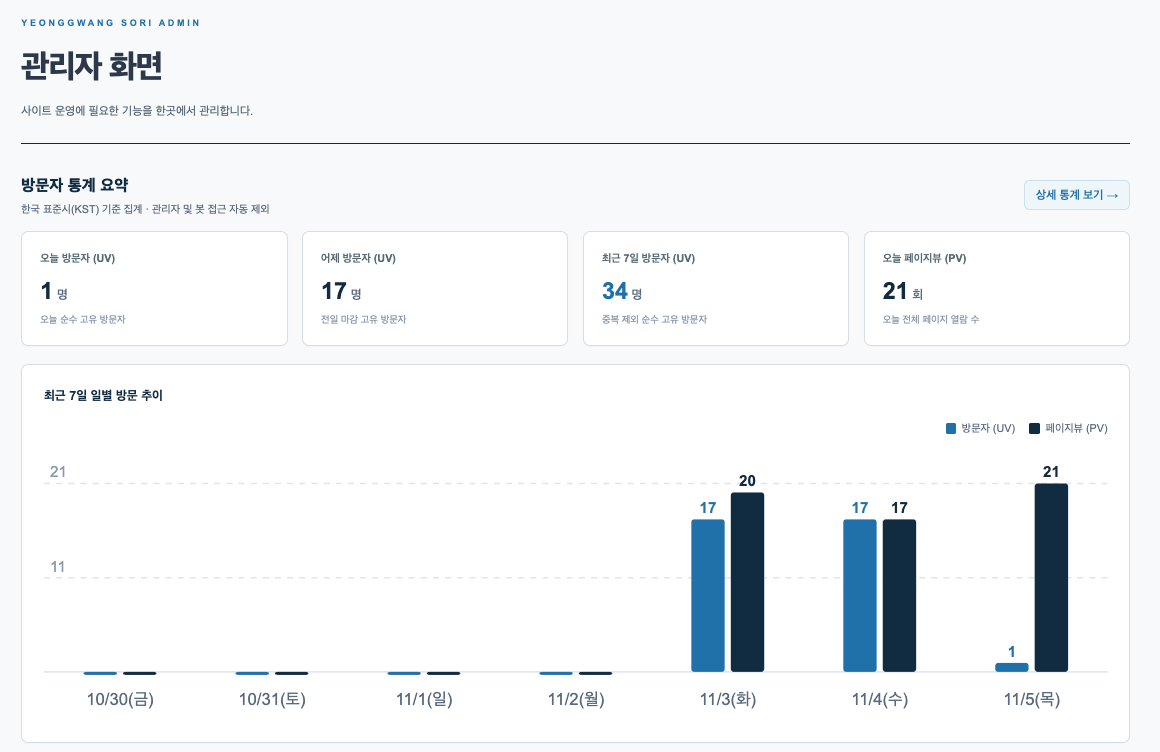 YEONGGWANG SORI ADMIN
관리자 화면
사이트 운영에 필요한 기능을 한곳에서 관리합니다.
방문자 통계 요약
한국 표준시(KST) 기준 집계 · 관리자 및 봇 접근 자동 제외
상세 통계 보기 →
오늘 방문자 (UV)
1 명
오늘 순수 고유 방문자
어제 방문자 (UV)
17 명
전일 마감 고유 방문자
최근 7일 방문자 (UV)
34 명
중복 제외 순수 고유 방문자
오늘 페이지뷰 (PV)
21 회
오늘 전체 페이지 열람 수
최근 7일 일별 방문 추이
방문자 (UV) 페이지뷰 (PV)
21
11
17 20 17 17 1 21
10/30(금) 10/31(토) 11/1(일) 11/2(월) 11/3(화) 11/4(수) 11/5(목)